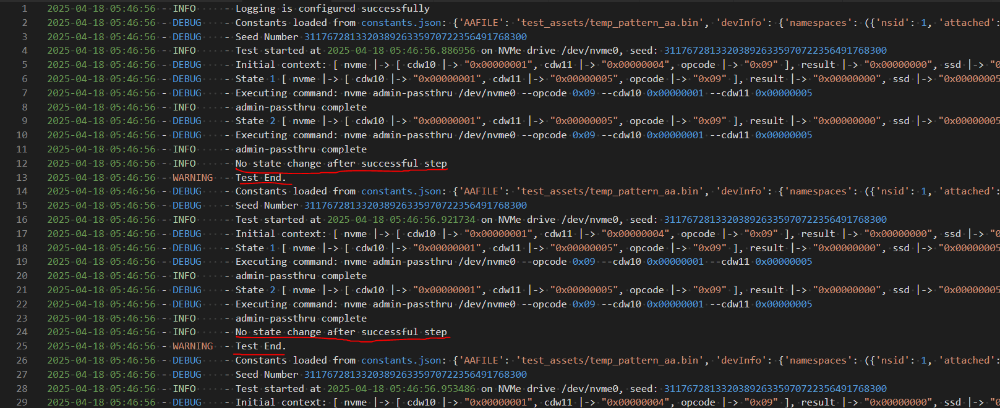 1 2025-04-18 05:46:56 - INFO - Logging is configured successfully
2 2025-04-18 05:46:56 - DEBUG - Constants loaded from constants.json: {'AAFILE': 'test_assets/temp_pattern_aa.bin', 'devInfo': {'namespaces': ({'nsid': 1, 'attached':
3 2025-04-18 05:46:56 - DEBUG - Seed Number 311767281332038926335970722356491768300
4 2025-04-18 05:46:56 - INFO - Test started at 2025-04-18 05:46:56.886956 on NVMe drive /dev/nvme0, seed: 311767281332038926335970722356491768300
5 2025-04-18 05:46:56 - DEBUG - Initial context: [ nvme |-> [ cdw10 |-> "0x00000001", cdw11 |-> "0x00000004", opcode |-> "0x09" ], result |-> "0x00000000", ssd |-> "0
6 2025-04-18 05:46:56 - DEBUG - State 1 [ nvme |-> [ cdw10 |-> "0x00000001", cdw11 |-> "0x00000005", opcode |-> "0x09" ], result |-> "0x00000000", ssd |-> "0x00000005
7 2025-04-18 05:46:56 - DEBUG - Executing command: nvme admin-passthru /dev/nvme0 --opcode 0x09 --cdw10 0x00000001 --cdw11 0x00000005
8 2025-04-18 05:46:56 - INFO - admin-passthru complete
9 2025-04-18 05:46:56 - DEBUG - State 2 [ nvme |-> [ cdw10 |-> "0x00000001", cdw11 |-> "0x00000005", opcode |-> "0x09" ], result |-> "0x00000000", ssd |-> "0x00000005
10 2025-04-18 05:46:56 - DEBUG - Executing command: nvme admin-passthru /dev/nvme0 --opcode 0x09 --cdw10 0x00000001 --cdw11 0x00000005
11 2025-04-18 05:46:56 - INFO - admin-passthru complete
12 2025-04-18 05:46:56 - INFO - No state change after successful step
13 2025-04-18 05:46:56 - WARNING - Test End.
14 2025-04-18 05:46:56 - DEBUG - Constants loaded from constants.json: {'AAFILE': 'test_assets/temp_pattern_aa.bin', 'devInfo': {'namespaces': ({'nsid': 1, 'attached':
15 2025-04-18 05:46:56 - DEBUG - Seed Number 311767281332038926335970722356491768300
16 2025-04-18 05:46:56 - INFO - Test started at 2025-04-18 05:46:56.921734 on NVMe drive /dev/nvme0, seed: 311767281332038926335970722356491768300
17 2025-04-18 05:46:56 - DEBUG - Initial context: [ nvme |-> [ cdw10 |-> "0x00000001", cdw11 |-> "0x00000004", opcode |-> "0x09" ], result |-> "0x00000000", ssd |-> "0
18 2025-04-18 05:46:56 - DEBUG - State 1 [ nvme |-> [ cdw10 |-> "0x00000001", cdw11 |-> "0x00000005", opcode |-> "0x09" ], result |-> "0x00000000", ssd |-> "0x00000005
19 2025-04-18 05:46:56 - DEBUG - Executing command: nvme admin-passthru /dev/nvme0 --opcode 0x09 --cdw10 0x00000001 --cdw11 0x00000005
20 2025-04-18 05:46:56 - INFO - admin-passthru complete
21 2025-04-18 05:46:56 - DEBUG - State 2 [ nvme |-> [ cdw10 |-> "0x00000001", cdw11 |-> "0x00000005", opcode |-> "0x09" ], result |-> "0x00000000", ssd |-> "0x00000005
22 2025-04-18 05:46:56 - DEBUG - Executing command: nvme admin-passthru /dev/nvme0 --opcode 0x09 --cdw10 0x00000001 --cdw11 0x00000005
23 2025-04-18 05:46:56 - INFO - admin-passthru complete
24 2025-04-18 05:46:56 - INFO - No state change after successful step
25 2025-04-18 05:46:56 - WARNING - Test End.
26 2025-04-18 05:46:56 - DEBUG - Constants loaded from constants.json: {'AAFILE': 'test_assets/temp_pattern_aa.bin', 'devInfo': {'namespaces': ({'nsid': 1, 'attached':
27 2025-04-18 05:46:56 - DEBUG - Seed Number 311767281332038926335970722356491768300
28 2025-04-18 05:46:56 - INFO - Test started at 2025-04-18 05:46:56.953486 on NVMe drive /dev/nvme0, seed: 311767281332038926335970722356491768300
29 2025-04-18 05:46:56 - DEBUG - Initial context: [ nvme |-> [ cdw10 |-> "0x00000001", cdw11 |-> "0x00000004", opcode |-> "0x09" ], result |-> "0x00000000", ssd |-> "0